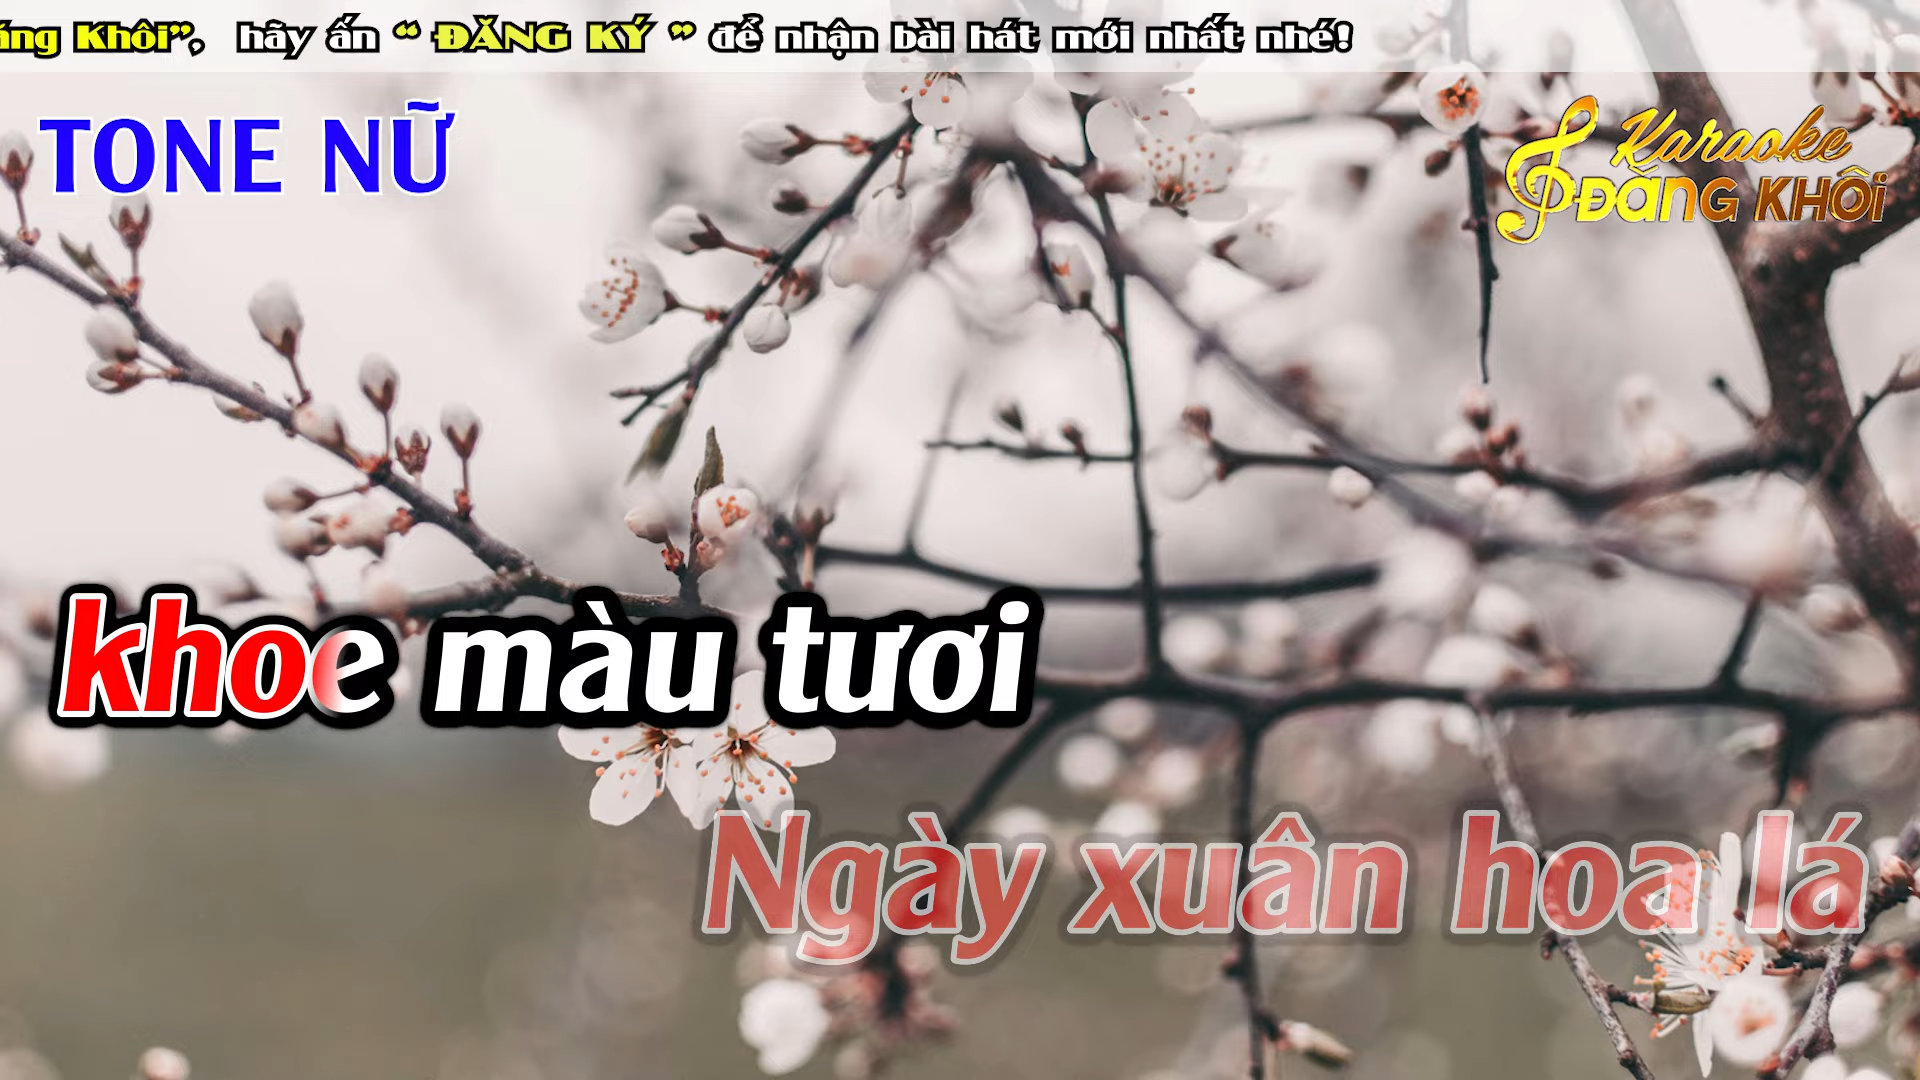 Khôi”, hãy ấn “ ĐĂNG KÝ ” để nhận bài hát mới nhất nhé!
TONE NỮ
Karaoke
ĐĂNG KHÔI
khoe màu tươi
Ngày xuân hoa lá